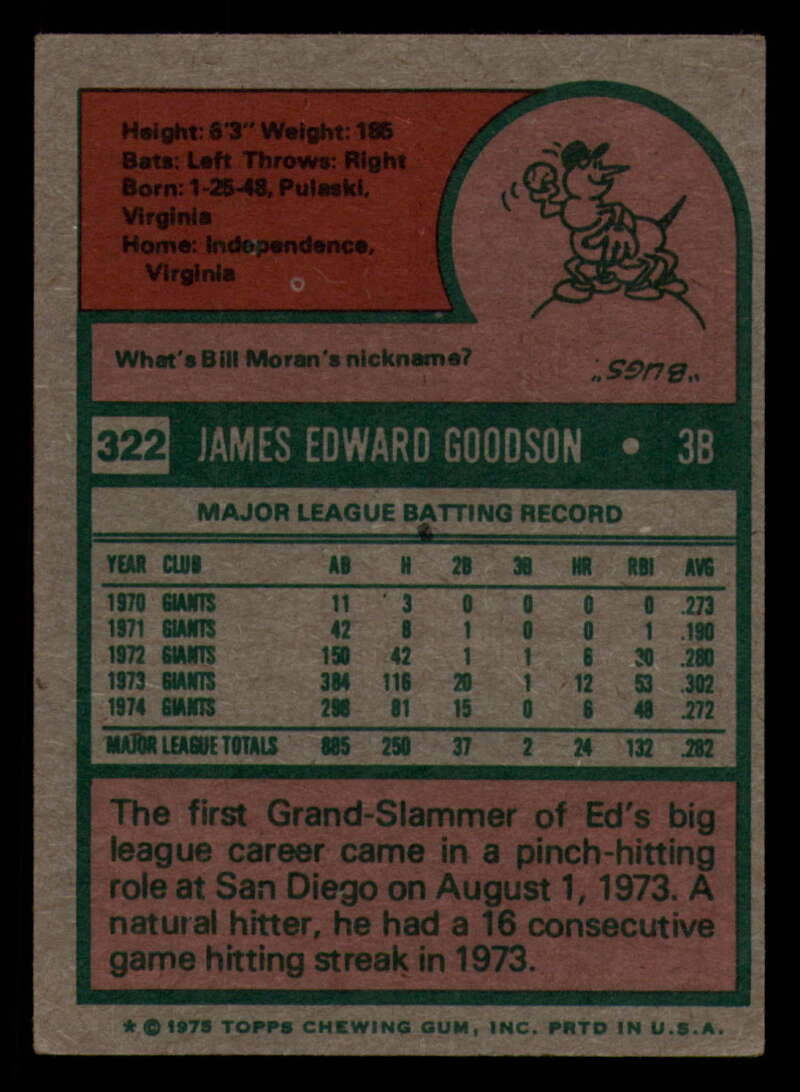 Height: 6'3" Weight: 185
Bats: Left Throws: Right
Born: 1-25-48, Pulaski,
Virginia
Home: Independence,
Virginia
What's Bill Moran's nickname?
"BUGS"
322 JAMES EDWARD GOODSON • 3B
MAJOR LEAGUE BATTING RECORD
YEAR CLUB AB H 2B 3B HR RBI AVG
1970 GIANTS 11 3 0 0 0 0 .273
1971 GIANTS 42 8 1 0 0 1 .190
1972 GIANTS 150 42 1 1 6 30 .280
1973 GIANTS 384 116 20 1 12 53 .302
1974 GIANTS 298 81 15 0 6 48 .272
MAJOR LEAGUE TOTALS 885 250 37 2 24 132 .282
The first Grand-Slammer of Ed's big
league career came in a pinch-hitting
role at San Diego on August 1, 1973. A
natural hitter, he had a 16 consecutive
game hitting streak in 1973.
* © 1975 TOPPS CHEWING GUM, INC. PRTD IN U.S.A.